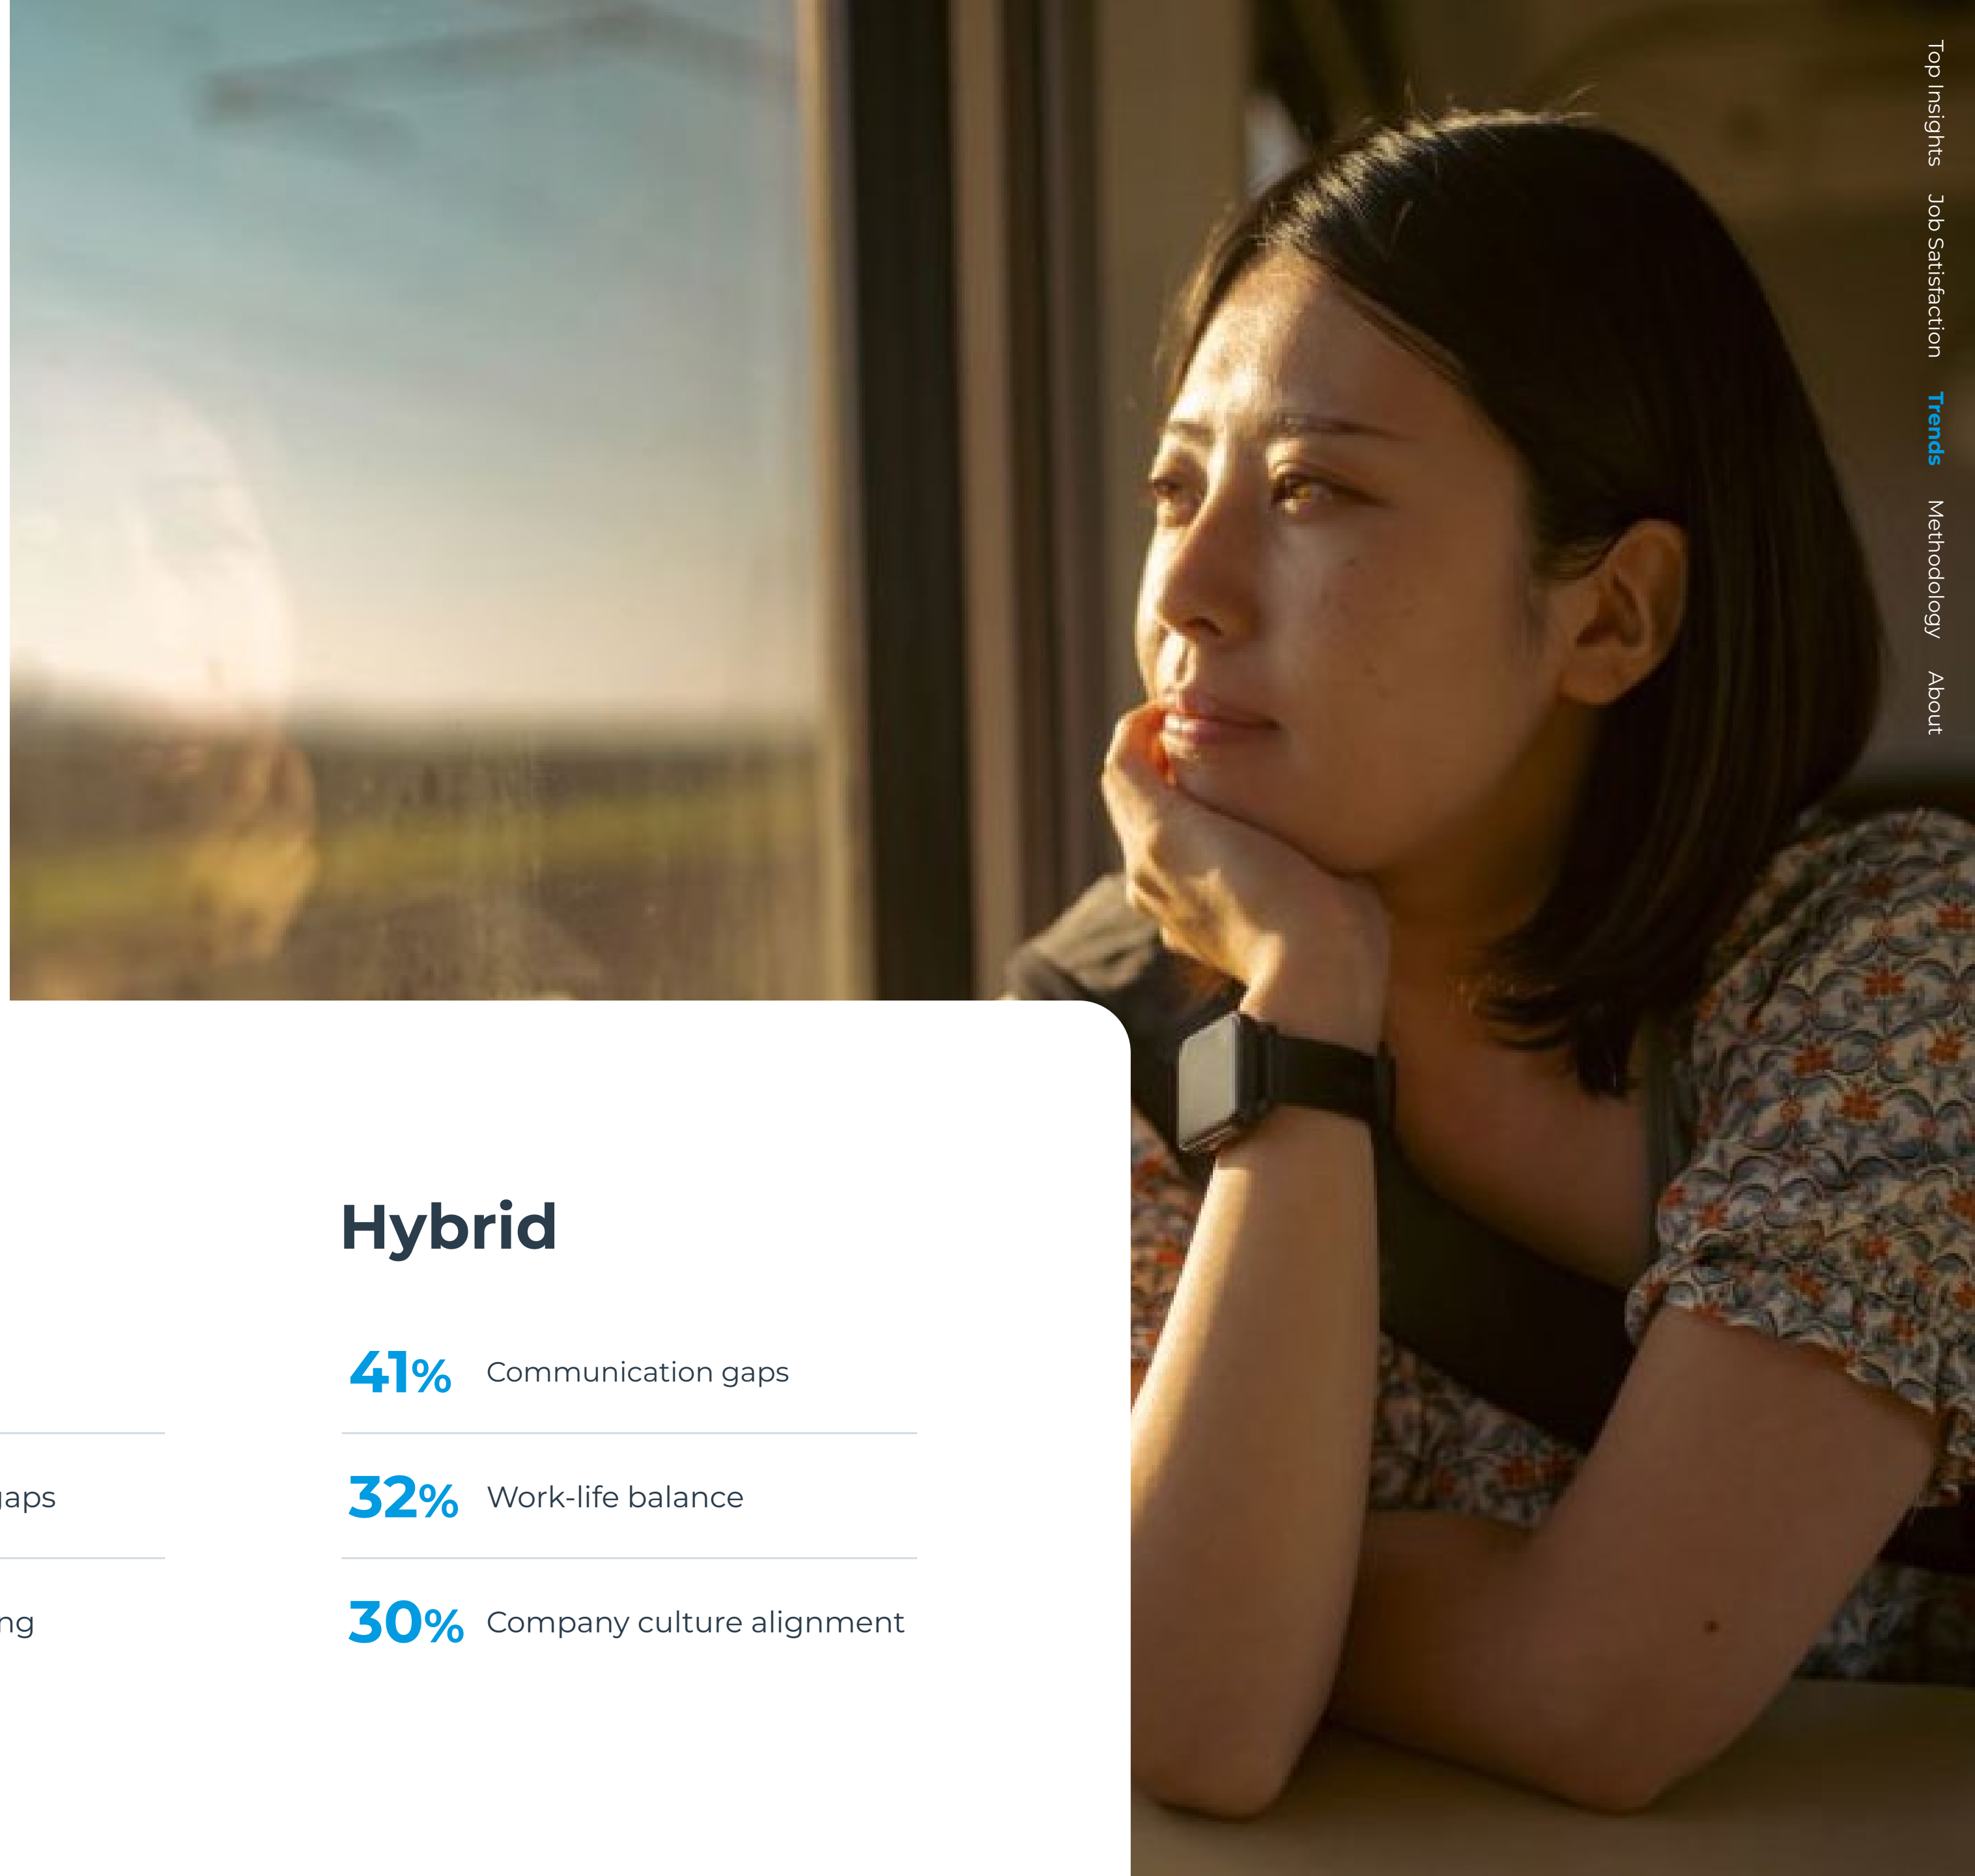 Top Insights
Job Satisfaction
Trends
Methodology
About
Hybrid
41% Communication gaps
32% Work-life balance
30% Company culture alignment